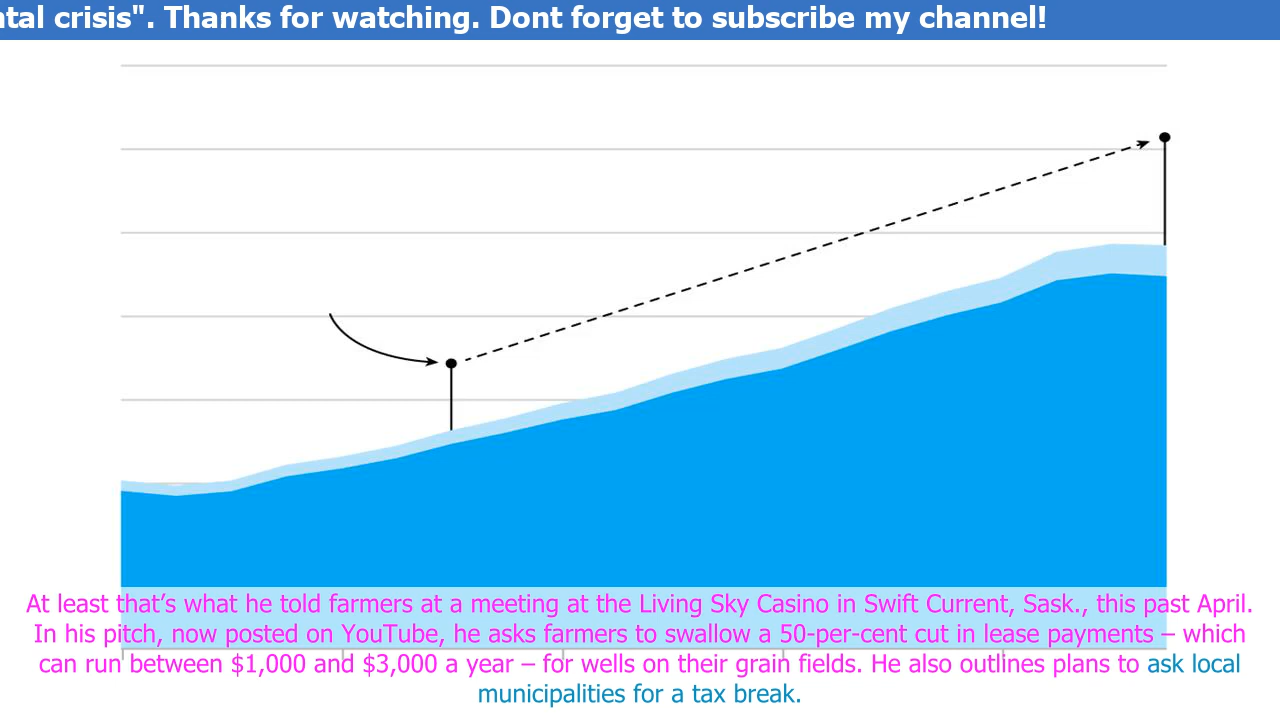 ntal crisis". Thanks for watching. Dont forget to subscribe my channel!
At least that’s what he told farmers at a meeting at the Living Sky Casino in Swift Current, Sask., this past April.
In his pitch, now posted on YouTube, he asks farmers to swallow a 50-per-cent cut in lease payments – which
can run between $1,000 and $3,000 a year – for wells on their grain fields. He also outlines plans to ask local
municipalities for a tax break.